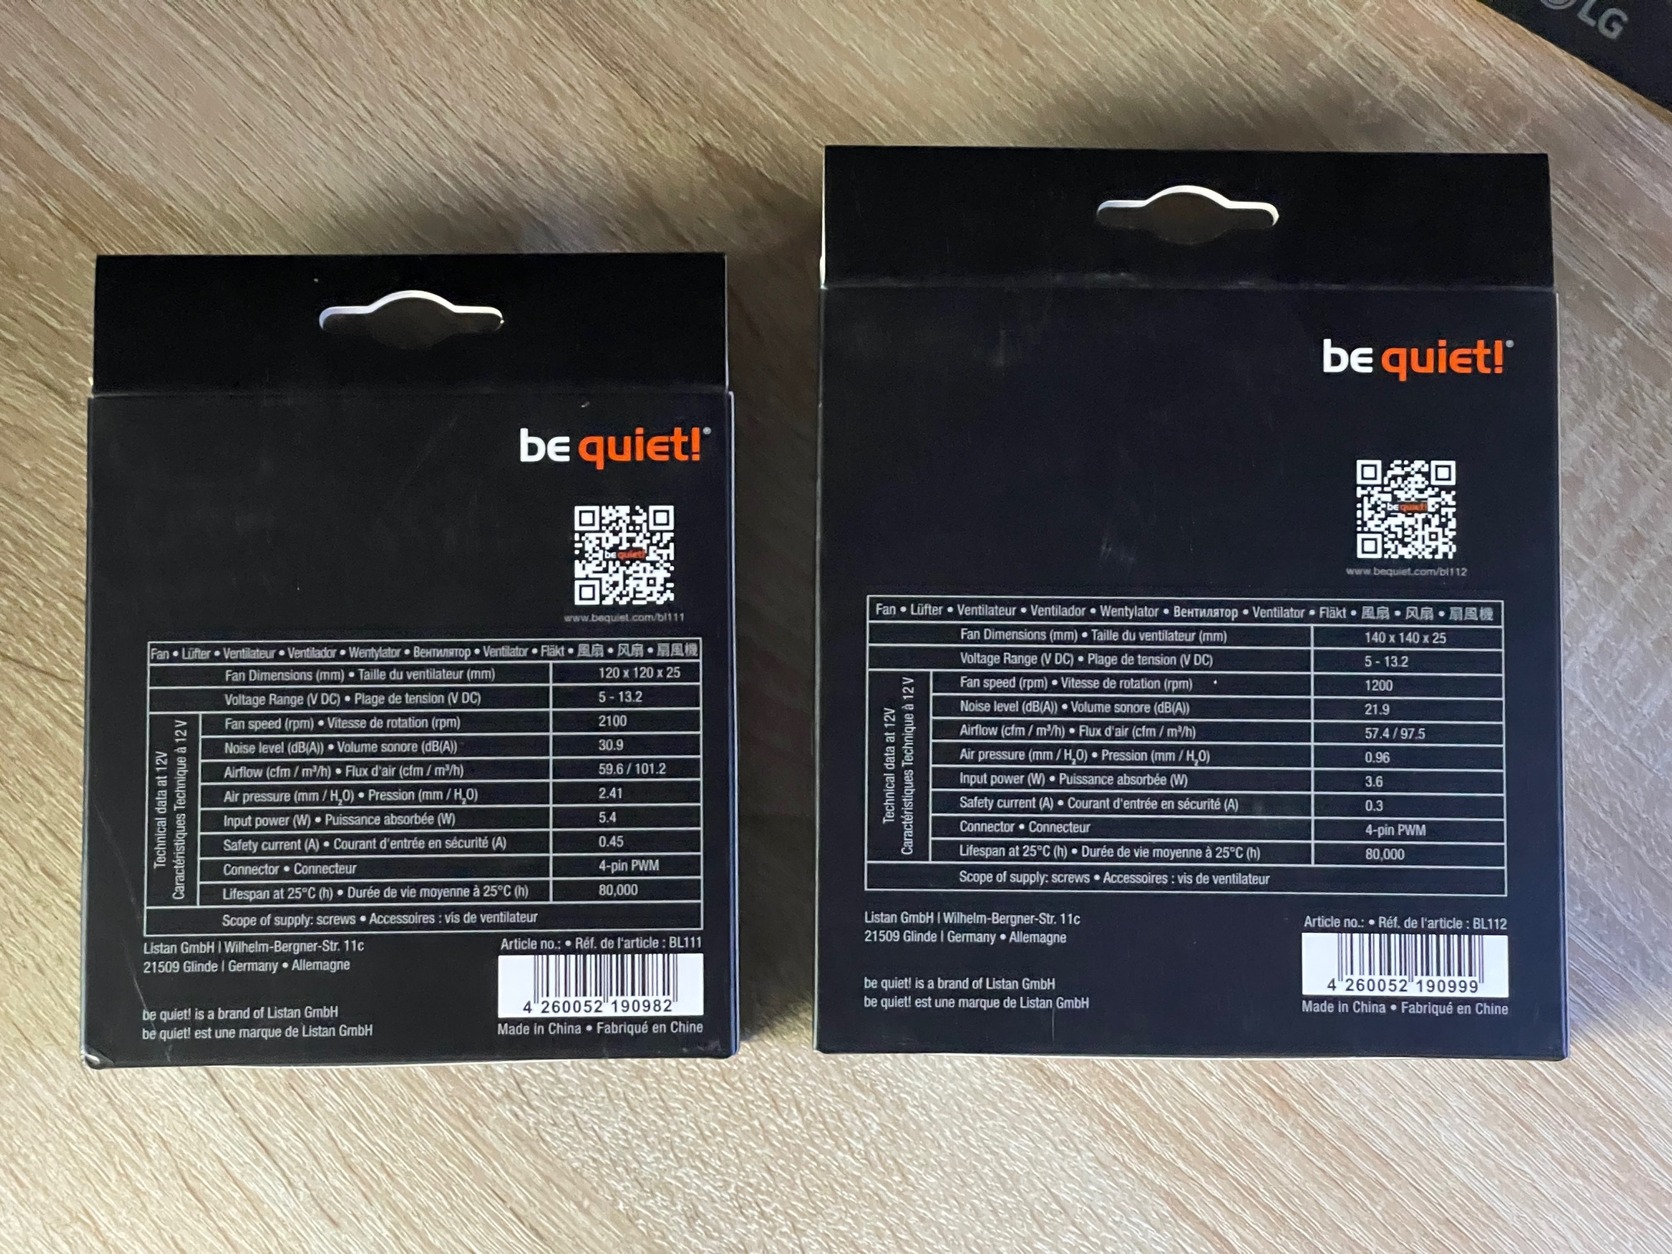 LG
be quiet!®
www.bequiet.com/bl111
Fan • Lüfter • Ventilateur • Ventilador • Wentylator • Вентилятор • Ventilator • Fläkt • 風扇 • 风扇 • 扇風機
Fan Dimensions (mm) • Taille du ventilateur (mm) 120 x 120 x 25
Voltage Range (V DC) • Plage de tension (V DC) 5 - 13.2
Technical data at 12V
Caractéristiques Technique à 12 V
Fan speed (rpm) • Vitesse de rotation (rpm) 2100
Noise level (dB(A)) • Volume sonore (dB(A)) 30.9
Airflow (cfm / m³/h) • Flux d'air (cfm / m³/h) 59.6 / 101.2
Air pressure (mm / H₂O) • Pression (mm / H₂O) 2.41
Input power (W) • Puissance absorbée (W) 5.4
Safety current (A) • Courant d'entrée en sécurité (A) 0.45
Connector • Connecteur 4-pin PWM
Lifespan at 25°C (h) • Durée de vie moyenne à 25°C (h) 80,000
Scope of supply: screws • Accessoires : vis de ventilateur
Listan GmbH | Wilhelm-Bergner-Str. 11c
21509 Glinde | Germany • Allemagne
be quiet! is a brand of Listan GmbH
be quiet! est une marque de Listan GmbH
Article no.: • Réf. de l'article : BL111
4 260052 190982
Made in China • Fabriqué en Chine
be quiet!®
be quiet!
www.bequiet.com/bl112
Fan • Lüfter • Ventilateur • Ventilador • Wentylator • Вентилятор • Ventilator • Fläkt • 風扇 • 风扇 • 扇風機
Fan Dimensions (mm) • Taille du ventilateur (mm) 140 x 140 x 25
Voltage Range (V DC) • Plage de tension (V DC) 5 - 13.2
Technical data at 12V
Caractéristiques Technique à 12 V
Fan speed (rpm) • Vitesse de rotation (rpm) 1200
Noise level (dB(A)) • Volume sonore (dB(A)) 21.9
Airflow (cfm / m³/h) • Flux d'air (cfm / m³/h) 57.4 / 97.5
Air pressure (mm / H₂O) • Pression (mm / H₂O) 0.96
Input power (W) • Puissance absorbée (W) 3.6
Safety current (A) • Courant d'entrée en sécurité (A) 0.3
Connector • Connecteur 4-pin PWM
Lifespan at 25°C (h) • Durée de vie moyenne à 25°C (h) 80,000
Scope of supply: screws • Accessoires : vis de ventilateur
Listan GmbH | Wilhelm-Bergner-Str. 11c
21509 Glinde | Germany • Allemagne
be quiet! is a brand of Listan GmbH
be quiet! est une marque de Listan GmbH
Article no.: • Réf. de l'article : BL112
4 260052 190999
Made in China • Fabriqué en Chine